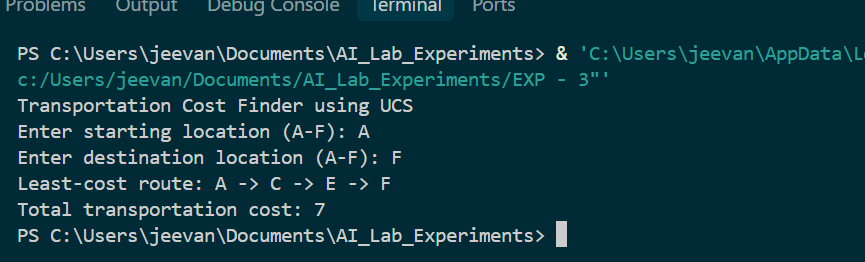 Problems Output Debug Console Terminal Ports
PS C:\Users\jeevan\Documents\AI_Lab_Experiments> & 'C:\Users\jeevan\AppData\L
c:/Users/jeevan/Documents/AI_Lab_Experiments/EXP - 3"'
Transportation Cost Finder using UCS
Enter starting location (A-F): A
Enter destination location (A-F): F
Least-cost route: A -> C -> E -> F
Total transportation cost: 7
PS C:\Users\jeevan\Documents\AI_Lab_Experiments>